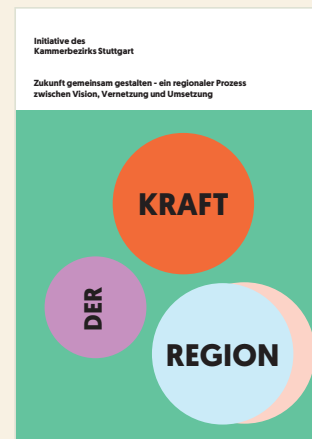 Initiative des
Kammerbezirks Stuttgart
Zukunft gemeinsam gestalten - ein regionaler Prozess
zwischen Vision, Vernetzung und Umsetzung
KRAFT
DER
REGION